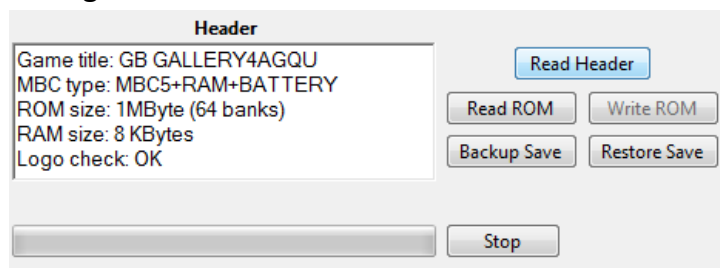 Header
Game title: GB GALLERY4AGQU
MBC type: MBC5+RAM+BATTERY
ROM size: 1MByte (64 banks)
RAM size: 8 KBytes
Logo check: OK
Read Header
Read ROM
Write ROM
Backup Save
Restore Save
Stop